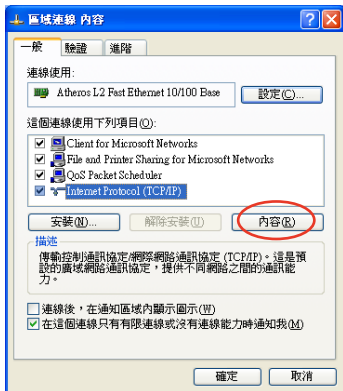 區域連線 內容
一般 驗證 進階
連線使用:
Atheros L2 Fast Ethernet 10/100 Base
設定(C)...
這個連線使用下列項目(O):
Client for Microsoft Networks
File and Printer Sharing for Microsoft Networks
QoS Packet Scheduler
Internet Protocol (TCP/IP)
安裝(N)... 解除安裝(U) 內容(R)
描述
傳輸控制通訊協定/網際網路通訊協定 (TCP/IP)。這是預
設的廣域網路通訊協定，提供不同網路之間的通訊能
力。
連線後，在通知區域內顯示圖示(W)
在這個連線只有有限連線或沒有連線能力時通知我(M)
確定 取消